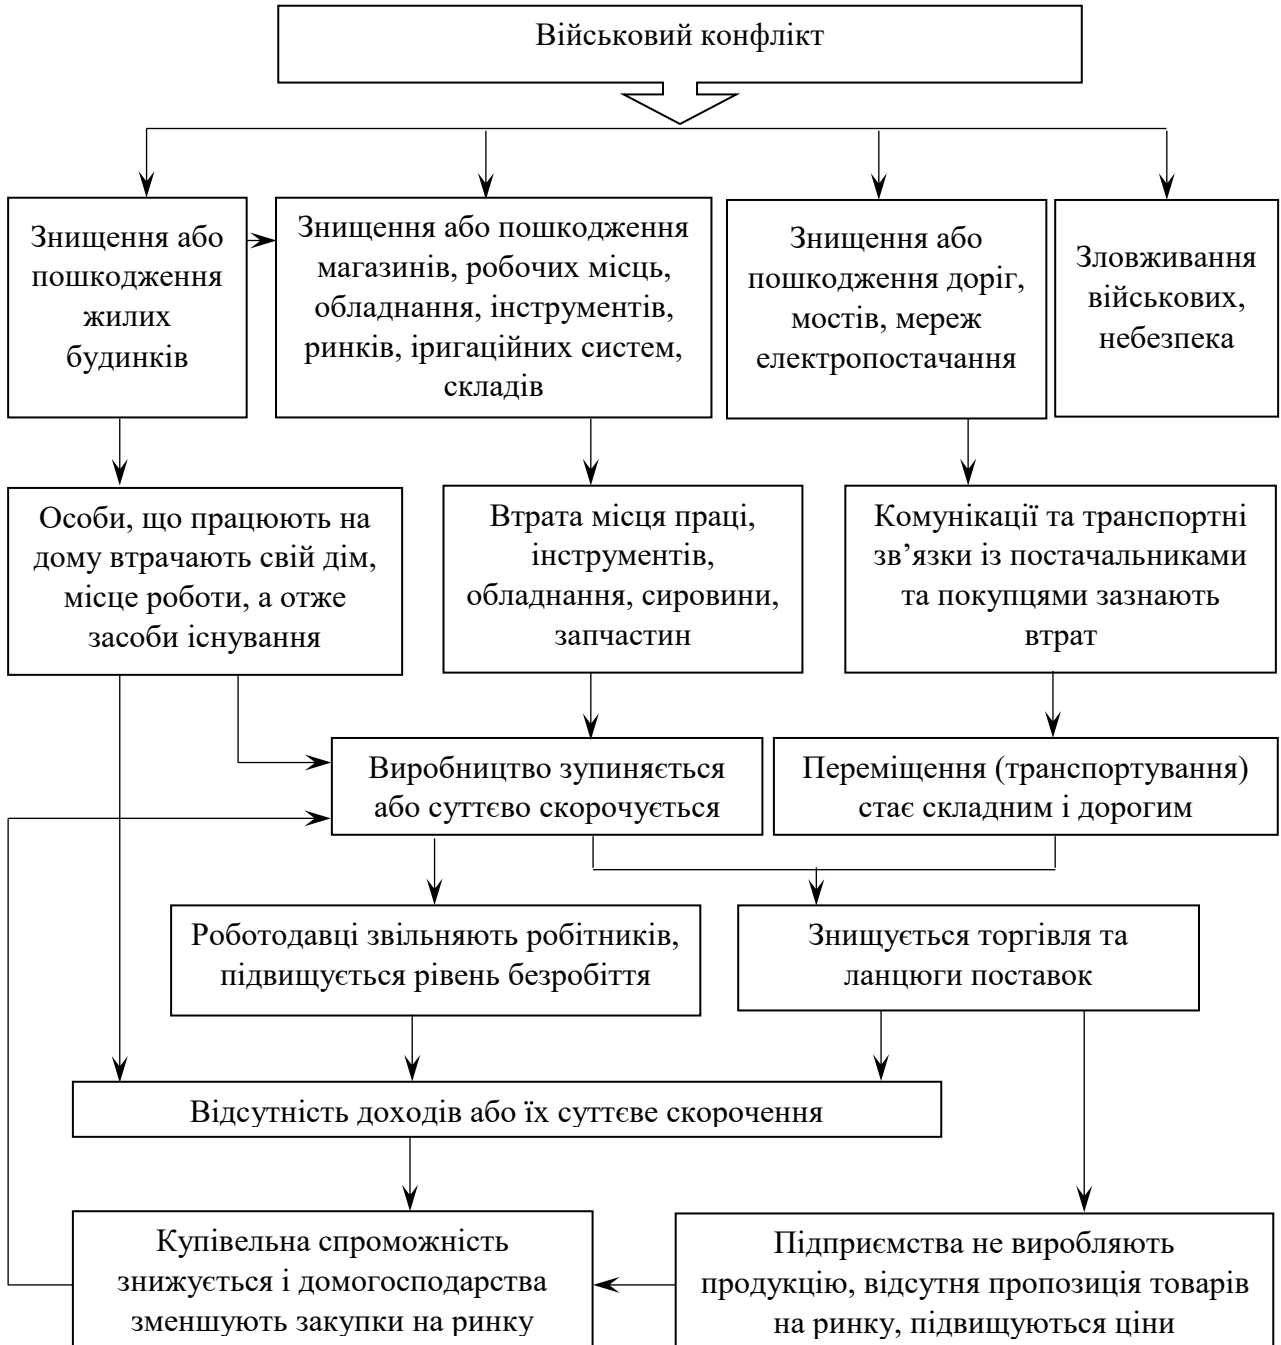 Військовий конфлікт
Знищення або
пошкодження
жилих
будинків
Знищення або пошкодження
магазинів, робочих місць,
обладнання, інструментів,
ринків, іригаційних систем,
складів
Знищення або
пошкодження доріг,
мостів, мереж
електропостачання
Зловживання
військових,
небезпека
Особи, що працюють на
дому втрачають свій дім,
місце роботи, а отже
засоби існування
Втрата місця праці,
інструментів,
обладнання, сировини,
запчастин
Комунікації та транспортні
зв’язки із постачальниками
та покупцями зазнають
втрат
Виробництво зупиняється
або суттєво скорочується
Переміщення (транспортування)
стає складним і дорогим
Роботодавці звільняють робітників,
підвищується рівень безробіття
Знищується торгівля та
ланцюги поставок
Відсутність доходів або їх суттєве скорочення
Купівельна спроможність
знижується і домогосподарства
зменшують закупки на ринку
Підприємства не виробляють
продукцію, відсутня пропозиція товарів
на ринку, підвищуються ціни